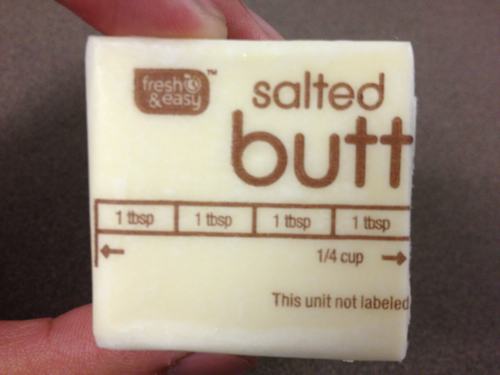 fresh
& easy
™
salted
butt
1 tbsp 1 tbsp 1 tbsp 1 tbsp
1/4 cup
This unit not labeled